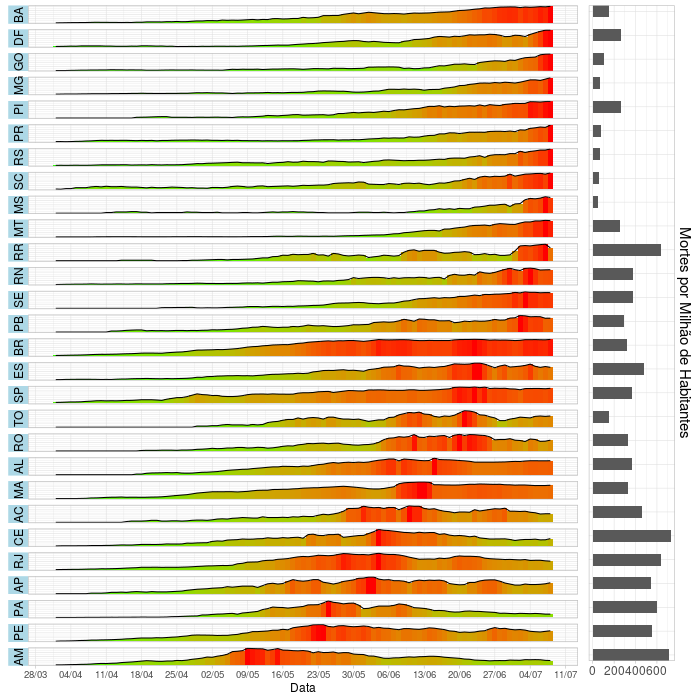 BA
DF
GO
MG
PI
PR
RS
SC
MS
MT
RR
RN
SE
PB
BR
ES
SP
TO
RO
AL
MA
AC
CE
RJ
AP
PA
PE
AM
28/03 04/04 11/04 18/04 25/04 02/05 09/05 16/05 23/05 30/05 06/06 13/06 20/06 27/06 04/07 11/07
Data
0 200400600
Mortes por Milhão de Habitantes